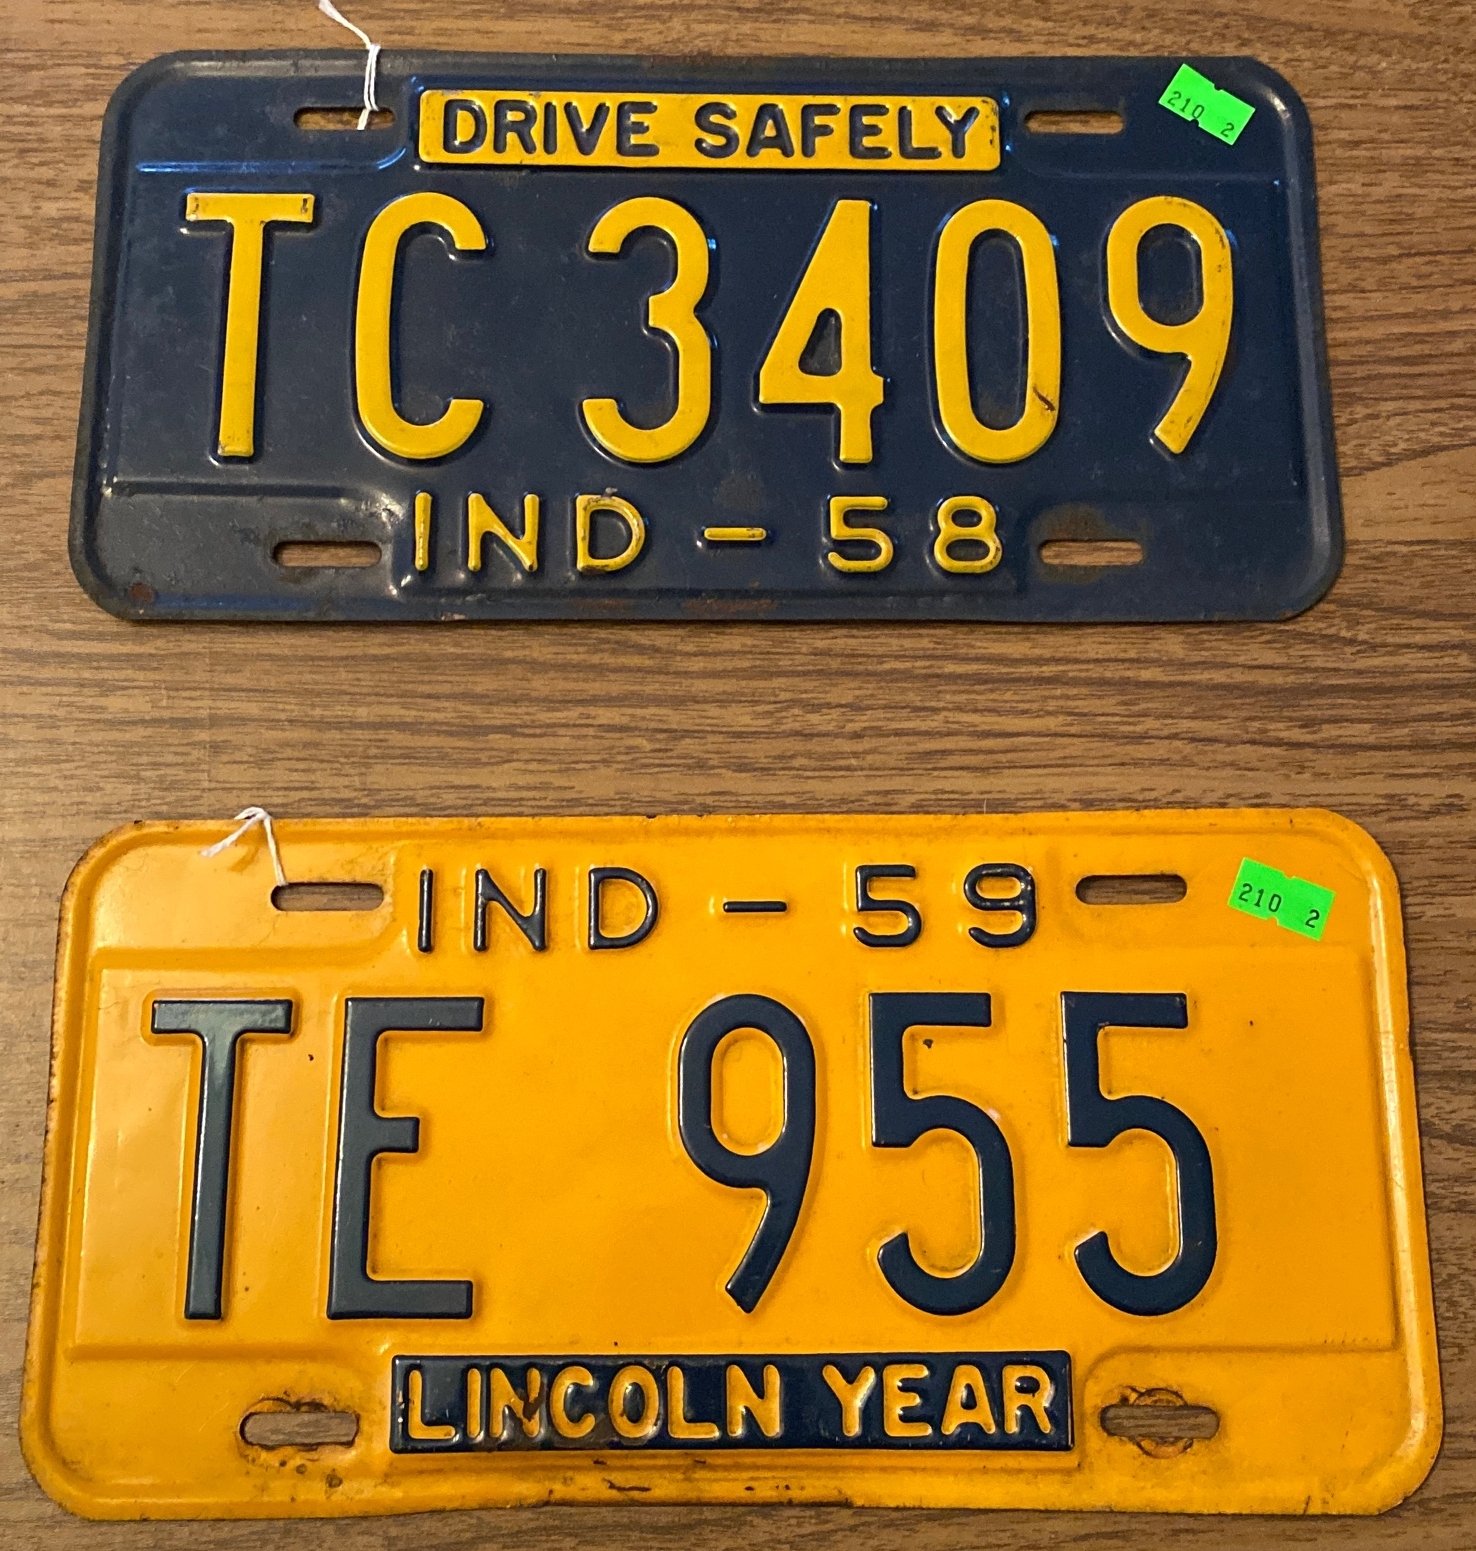 DRIVE SAFELY
210 2
TC 3409
IND - 58
IND - 59
210 2
TE 955
LINCOLN YEAR